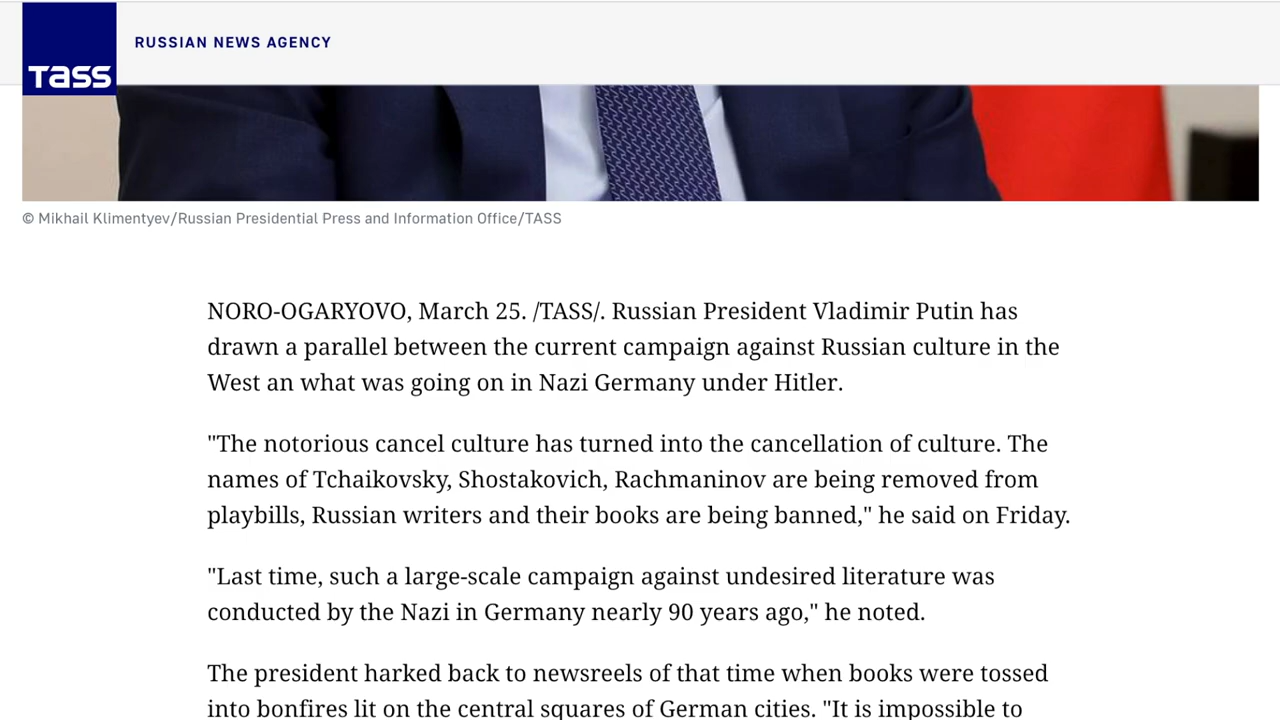 TASS
RUSSIAN NEWS AGENCY
© Mikhail Klimentyev/Russian Presidential Press and Information Office/TASS
NORO-OGARYOVO, March 25. /TASS/. Russian President Vladimir Putin has
drawn a parallel between the current campaign against Russian culture in the
West an what was going on in Nazi Germany under Hitler.
"The notorious cancel culture has turned into the cancellation of culture. The
names of Tchaikovsky, Shostakovich, Rachmaninov are being removed from
playbills, Russian writers and their books are being banned," he said on Friday.
"Last time, such a large-scale campaign against undesired literature was
conducted by the Nazi in Germany nearly 90 years ago," he noted.
The president harked back to newsreels of that time when books were tossed
into bonfires lit on the central squares of German cities. "It is impossible to